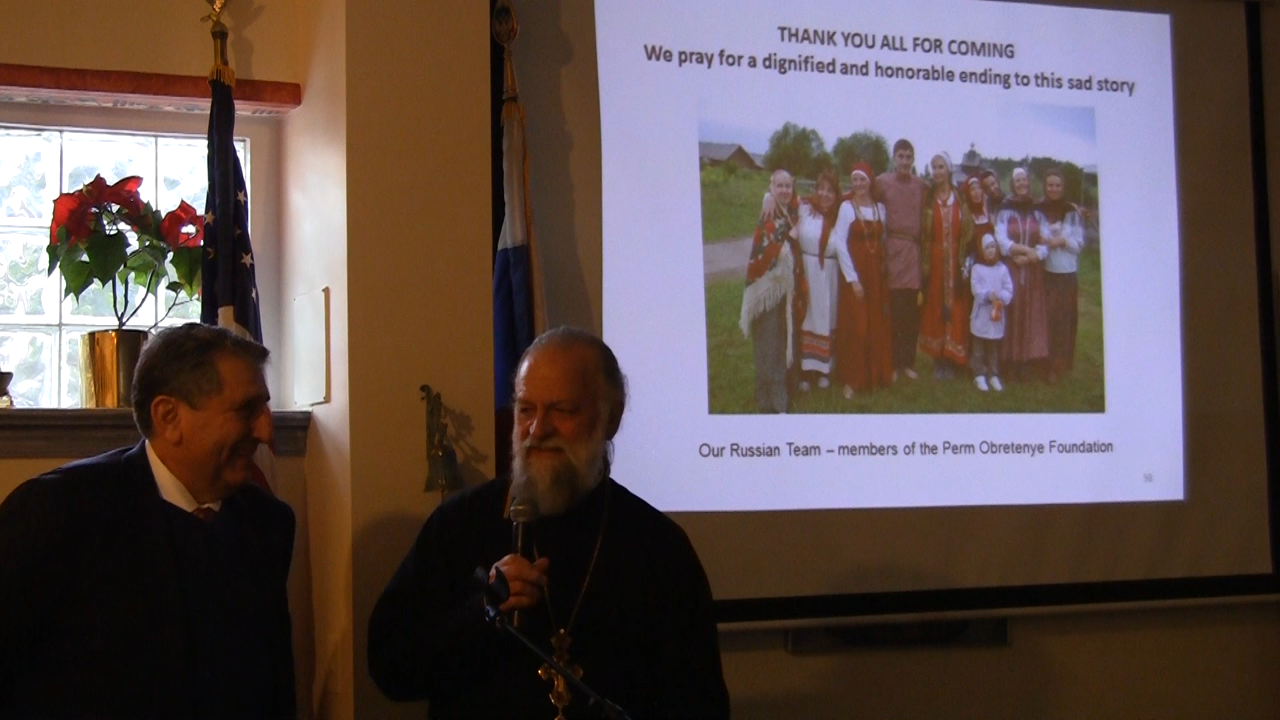 THANK YOU ALL FOR COMING
We pray for a dignified and honorable ending to this sad story
Our Russian Team – members of the Perm Obretenye Foundation